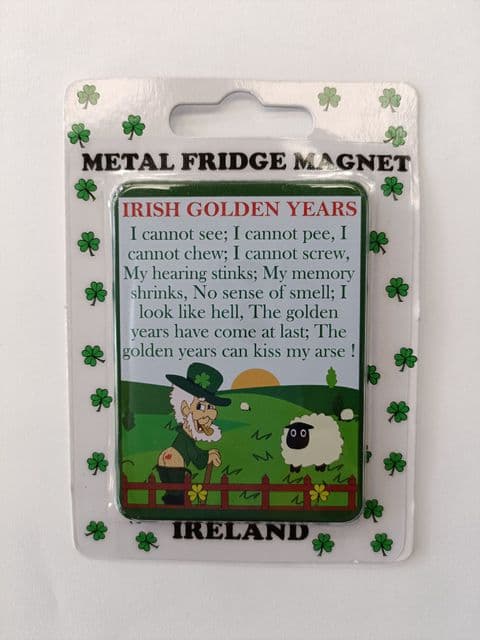 METAL FRIDGE MAGNET
IRISH GOLDEN YEARS
I cannot see; I cannot pee, I
cannot chew; I cannot screw,
My hearing stinks; My memory
shrinks, No sense of smell; I
look like hell, The golden
years have come at last; The
golden years can kiss my arse !
IRELAND